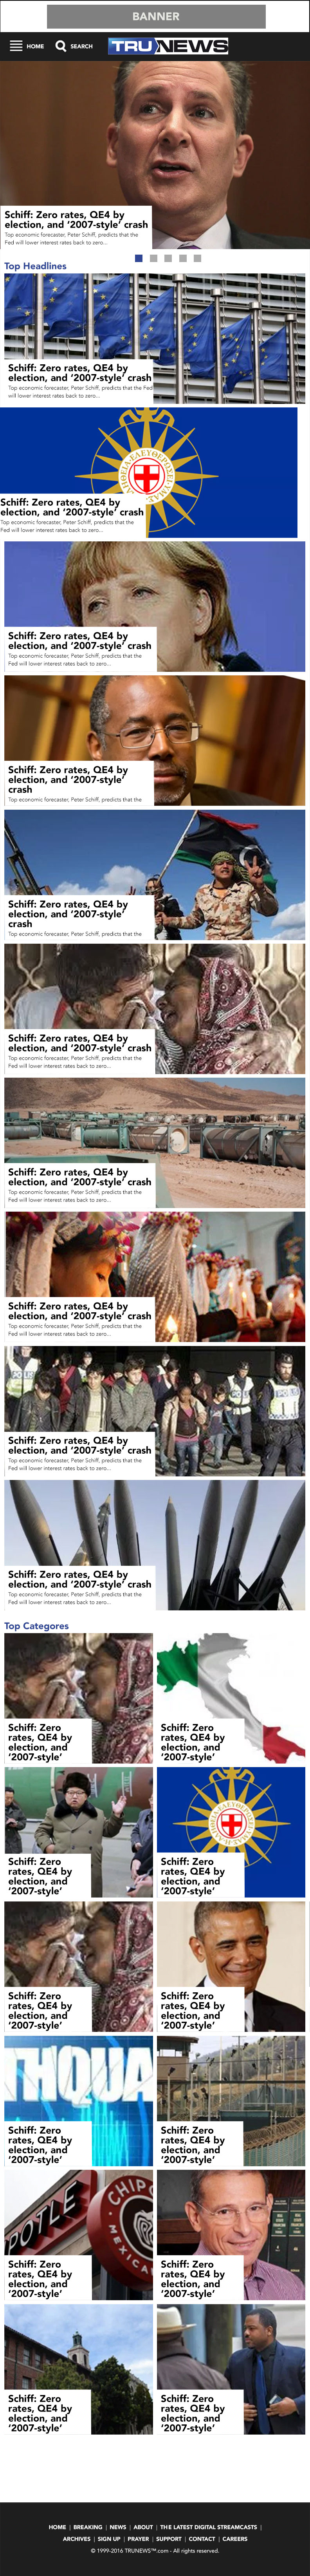 BANNER
HOME SEARCH TRUNEWS
Schiff: Zero rates, QE4 by
election, and ‘2007-style’ crash
Top economic forecaster, Peter Schiff, predicts that the
Fed will lower interest rates back to zero...
Top Headlines
Schiff: Zero rates, QE4 by
election, and ‘2007-style’ crash
Top economic forecaster, Peter Schiff, predicts that the Fed
will lower interest rates back to zero...
Schiff: Zero rates, QE4 by
election, and ‘2007-style’ crash
Top economic forecaster, Peter Schiff, predicts that the
Fed will lower interest rates back to zero...
Schiff: Zero rates, QE4 by
election, and ‘2007-style’ crash
Top economic forecaster, Peter Schiff, predicts that the
Fed will lower interest rates back to zero...
Schiff: Zero rates, QE4 by
election, and ‘2007-style’
crash
Top economic forecaster, Peter Schiff, predicts that the
Schiff: Zero rates, QE4 by
election, and ‘2007-style’
crash
Top economic forecaster, Peter Schiff, predicts that the
Schiff: Zero rates, QE4 by
election, and ‘2007-style’ crash
Top economic forecaster, Peter Schiff, predicts that the
Fed will lower interest rates back to zero...
Schiff: Zero rates, QE4 by
election, and ‘2007-style’ crash
Top economic forecaster, Peter Schiff, predicts that the
Fed will lower interest rates back to zero...
Schiff: Zero rates, QE4 by
election, and ‘2007-style’ crash
Top economic forecaster, Peter Schiff, predicts that the
Fed will lower interest rates back to zero...
Schiff: Zero rates, QE4 by
election, and ‘2007-style’ crash
Top economic forecaster, Peter Schiff, predicts that the
Fed will lower interest rates back to zero...
Schiff: Zero rates, QE4 by
election, and ‘2007-style’ crash
Top economic forecaster, Peter Schiff, predicts that the
Fed will lower interest rates back to zero...
Top Categores
Schiff: Zero
rates, QE4 by
election, and
‘2007-style’
Schiff: Zero
rates, QE4 by
election, and
‘2007-style’
Schiff: Zero
rates, QE4 by
election, and
‘2007-style’
Schiff: Zero
rates, QE4 by
election, and
‘2007-style’
Schiff: Zero
rates, QE4 by
election, and
‘2007-style’
Schiff: Zero
rates, QE4 by
election, and
‘2007-style’
THQUA
Schiff: Zero
rates, QE4 by
election, and
‘2007-style’
Schiff: Zero
rates, QE4 by
election, and
‘2007-style’
POTLE
CHIPO
MEXICA
Schiff: Zero
rates, QE4 by
election, and
‘2007-style’
Schiff: Zero
rates, QE4 by
election, and
‘2007-style’
Schiff: Zero
rates, QE4 by
election, and
‘2007-style’
Schiff: Zero
rates, QE4 by
election, and
‘2007-style’
HOME | BREAKING | NEWS | ABOUT | THE LATEST DIGITAL STREAMCASTS |
ARCHIVES | SIGN UP | PRAYER | SUPPORT | CONTACT | CAREERS
© 1999-2016 TRUNEWS™.com - All rights reserved.